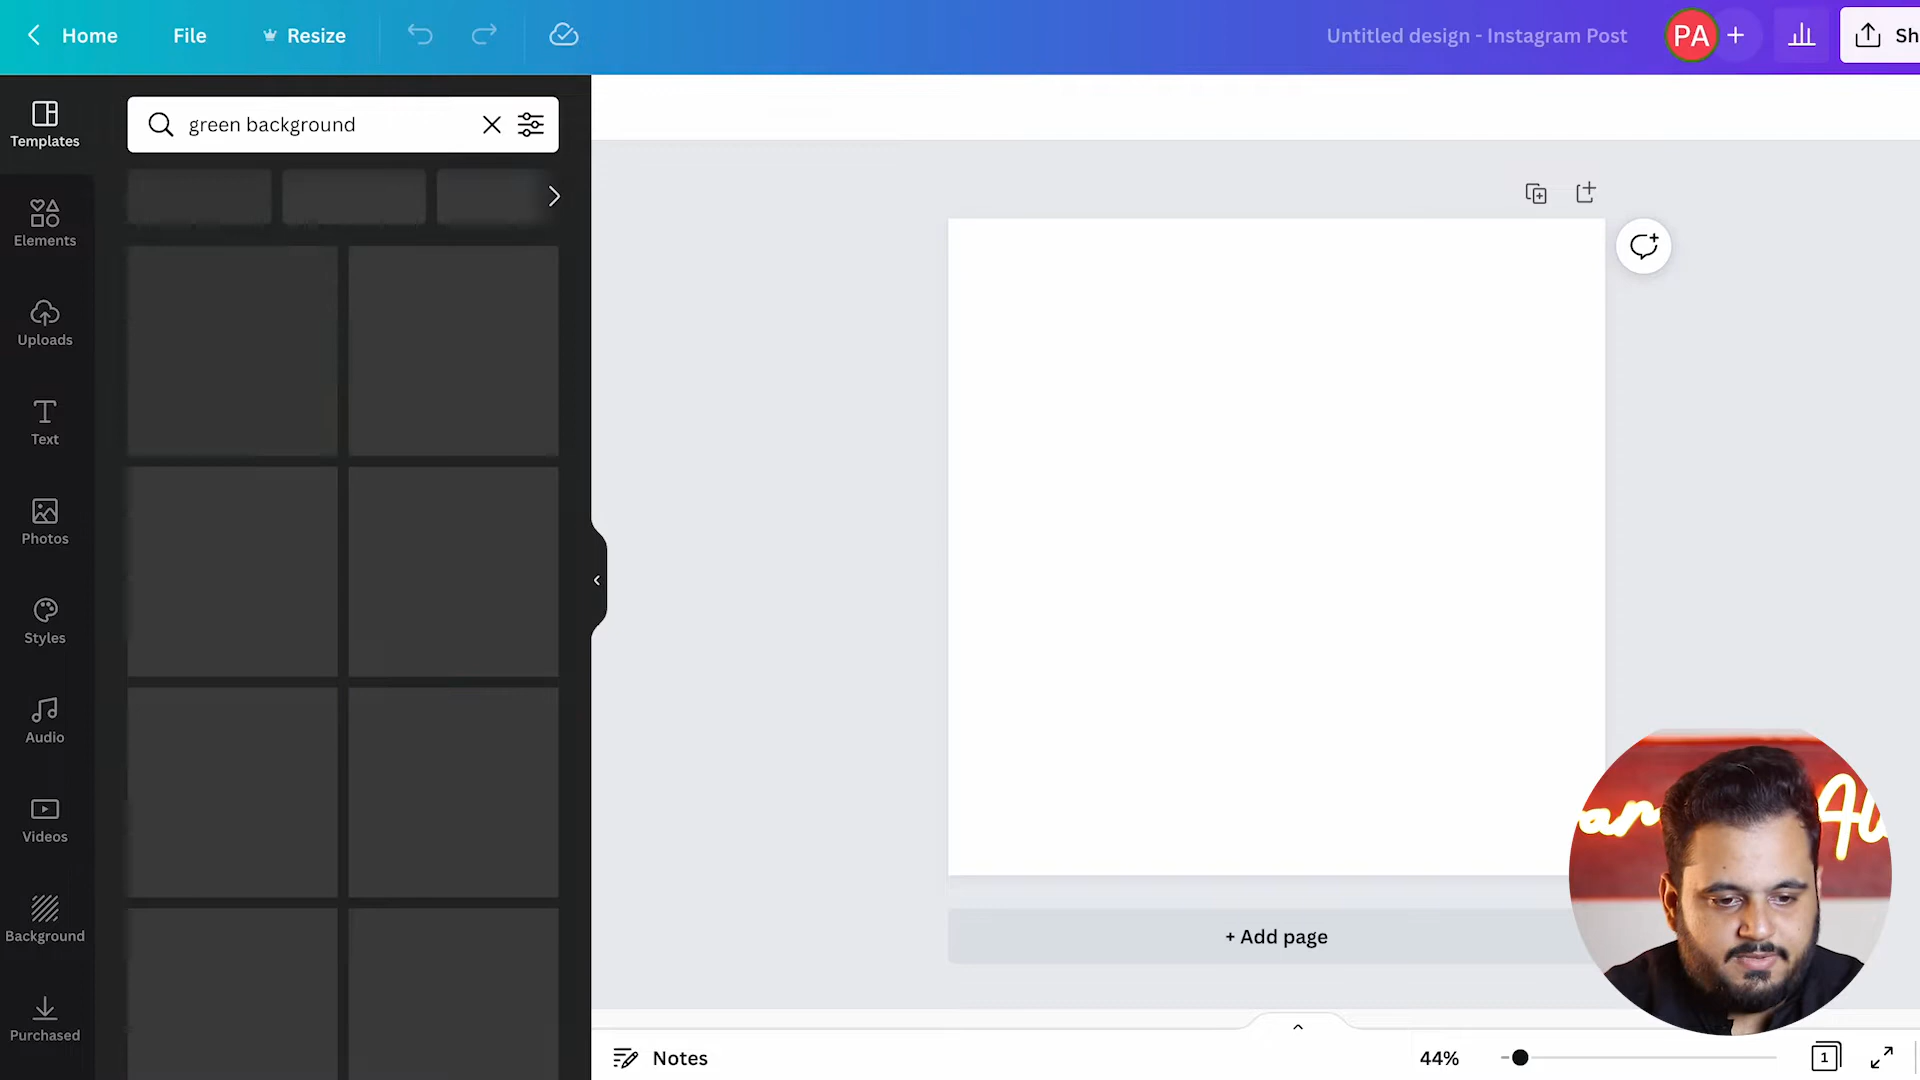 Home
File
Resize
Untitled design - Instagram Post
PA
Sh
Templates
green background
Elements
Uploads
Text
Photos
Styles
Audio
Videos
Background
Purchased
+ Add page
Notes
44%
1